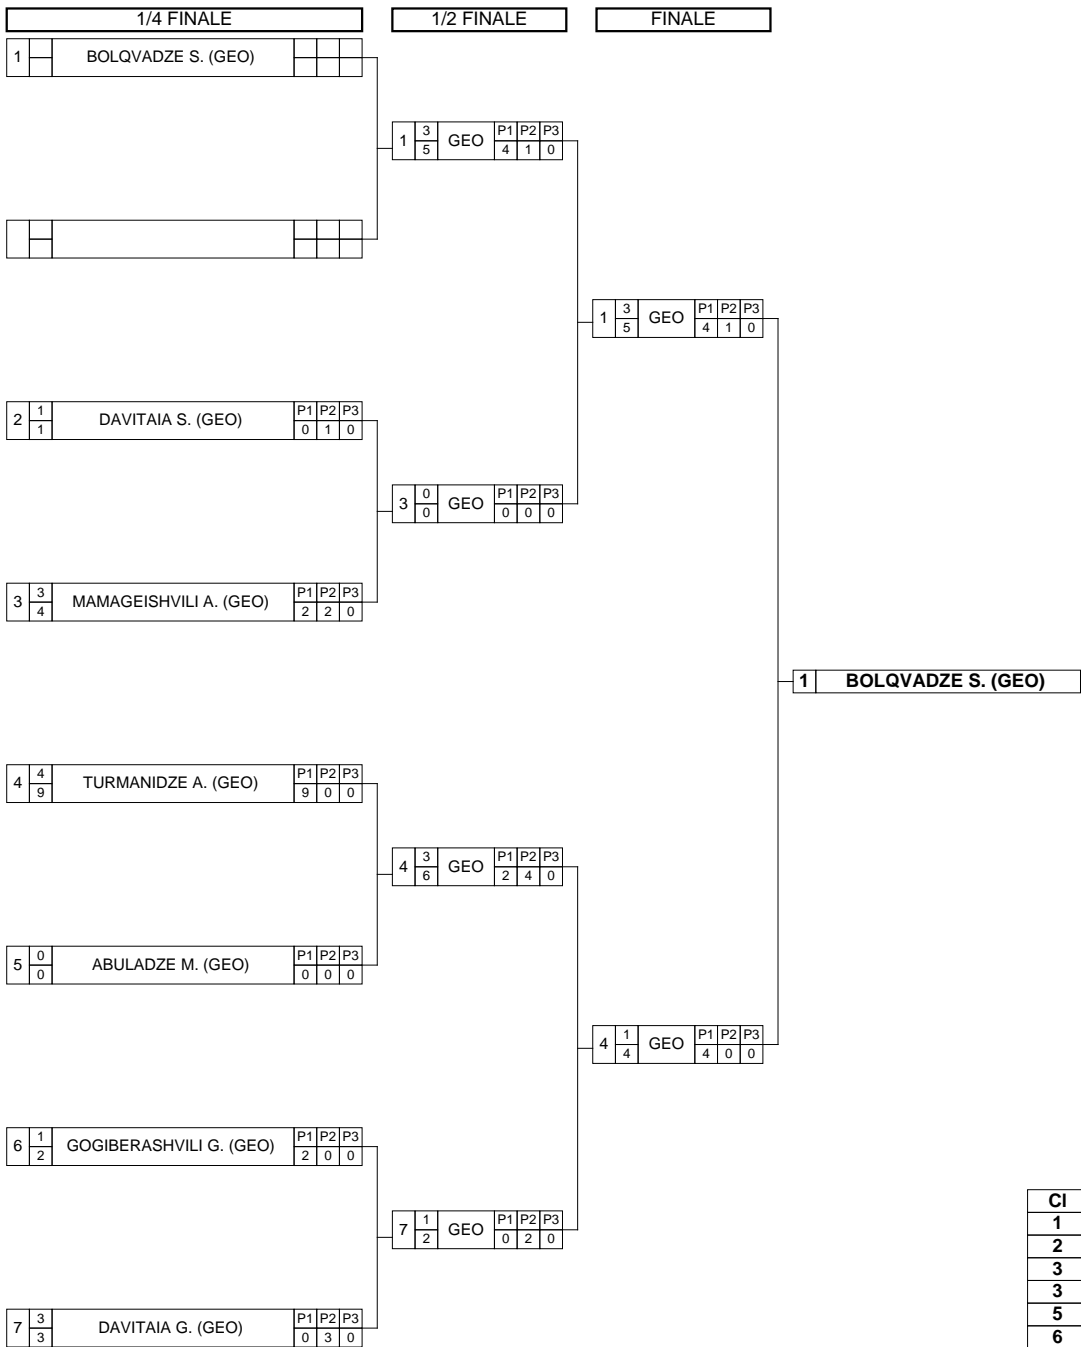 1/4 FINALE 1/2 FINALE FINALE
1 BOLQVADZE S. (GEO)
1 3 5 GEO P1 P2 P3 4 1 0
1 3 5 GEO P1 P2 P3 4 1 0
2 1 1 DAVITAIA S. (GEO) P1 P2 P3 0 1 0
3 0 0 GEO P1 P2 P3 0 0 0
3 3 4 MAMAGEISHVILI A. (GEO) P1 P2 P3 2 2 0
1 BOLQVADZE S. (GEO)
4 4 9 TURMANIDZE A. (GEO) P1 P2 P3 9 0 0
4 3 6 GEO P1 P2 P3 2 4 0
5 0 0 ABULADZE M. (GEO) P1 P2 P3 0 0 0
4 1 4 GEO P1 P2 P3 4 0 0
6 1 2 GOGIBERASHVILI G. (GEO) P1 P2 P3 2 0 0
7 1 2 GEO P1 P2 P3 0 2 0
7 3 3 DAVITAIA G. (GEO) P1 P2 P3 0 3 0
Cl
1
2
3
3
5
6